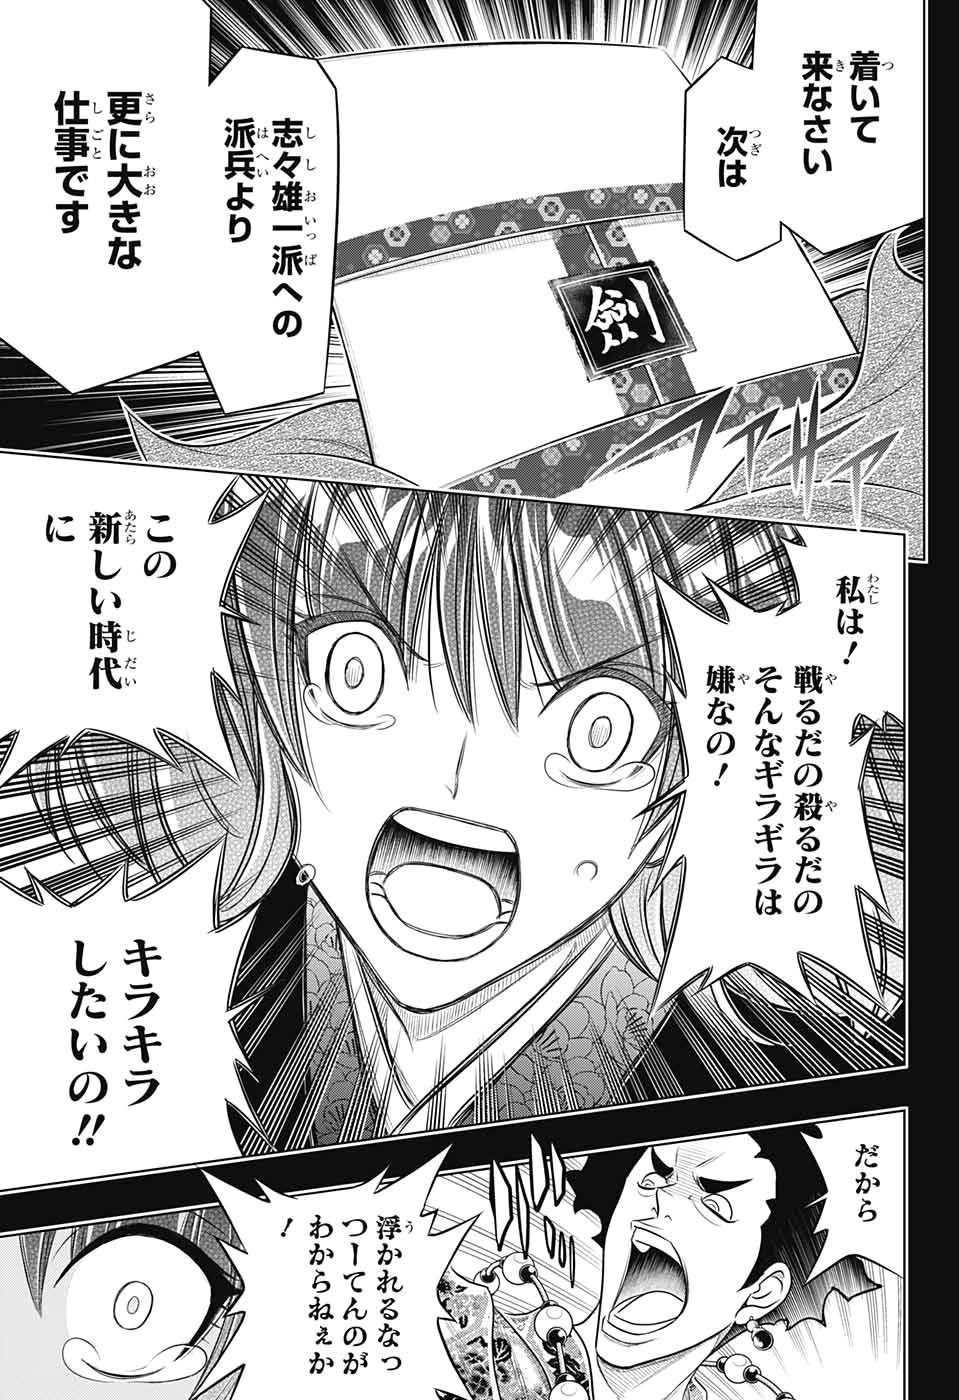 着いて
来なさい
次は
志々雄一派への
派兵より
更に大きな
仕事です
劍
ファサァ
私は！
戦るだの殺るだの
そんなギラギラは
嫌なの！
この
新しい時代
に
キラキラ
したいの!!
だから
浮かれるなっ
つーてんのが
わからねぇか
！